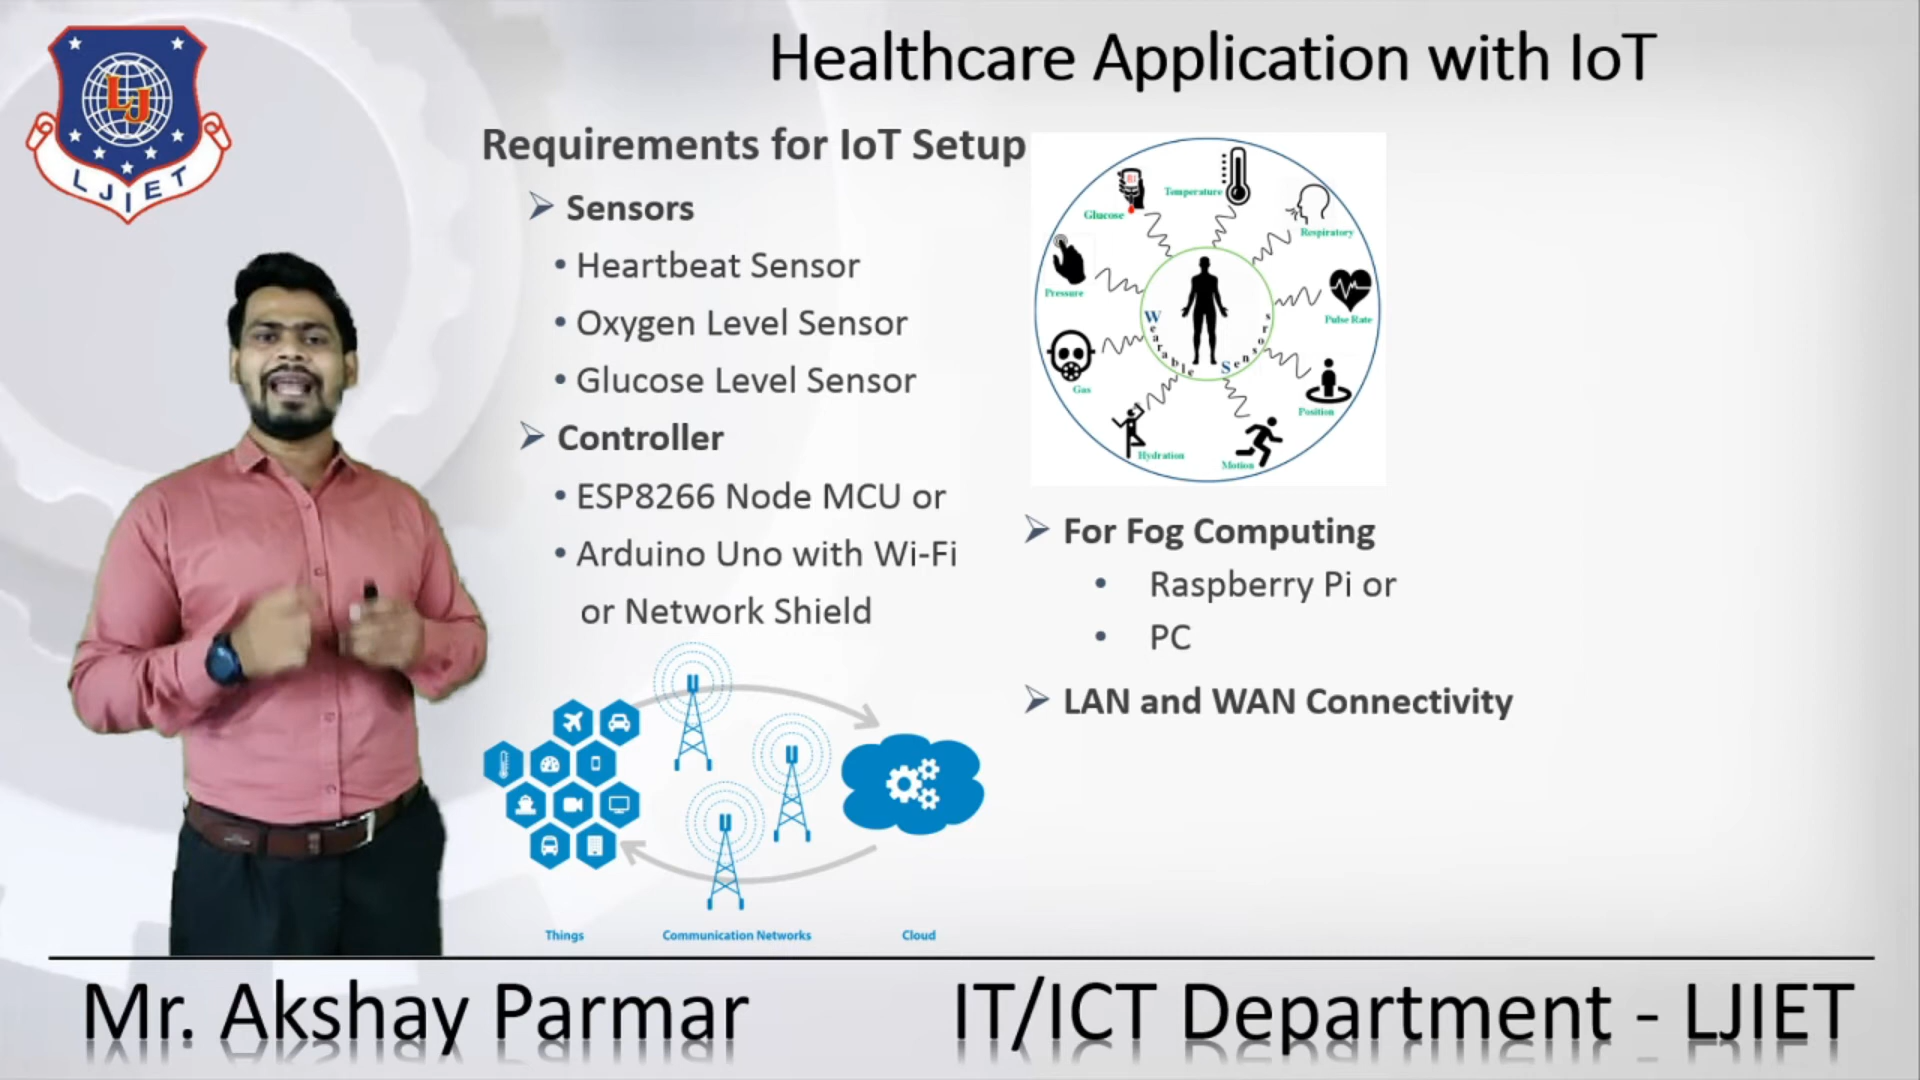 LJ
LJIET
Healthcare Application with IoT
Requirements for IoT Setup
Sensors
• Heartbeat Sensor
• Oxygen Level Sensor
• Glucose Level Sensor
Controller
• ESP8266 Node MCU or
• Arduino Uno with Wi-Fi
or Network Shield
Things
Communication Networks
Cloud
Temperature
Glucose
Respiratory
Pressure
Pulse Rate
Wearable Sensors
Gas
Position
Hydration
Motion
For Fog Computing
• Raspberry Pi or
• PC
LAN and WAN Connectivity
Mr. Akshay Parmar
IT/ICT Department - LJIET